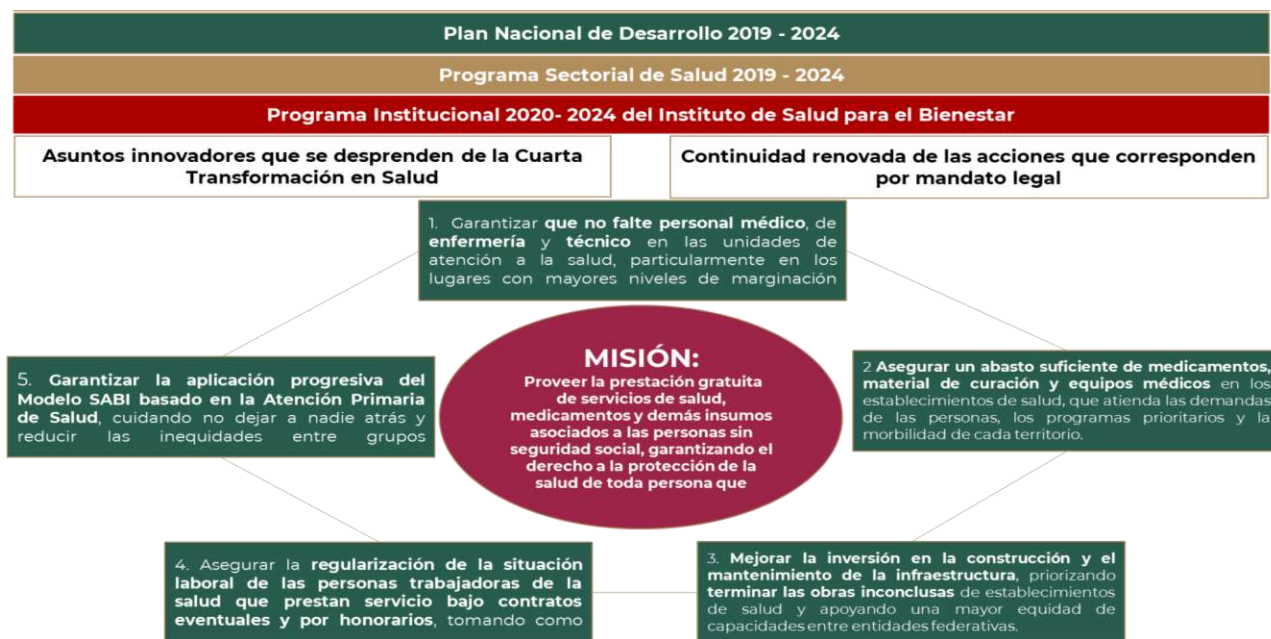 Plan Nacional de Desarrollo 2019 - 2024
Programa Sectorial de Salud 2019 - 2024
Programa Institucional 2020- 2024 del Instituto de Salud para el Bienestar
Asuntos innovadores que se desprenden de la Cuarta
Transformación en Salud
Continuidad renovada de las acciones que corresponden
por mandato legal
1. Garantizar que no falte personal médico, de
enfermería y técnico en las unidades de
atención a la salud, particularmente en los
lugares con mayores niveles de marginación
MISIÓN:
Proveer la prestación gratuita
de servicios de salud,
medicamentos y demás insumos
asociados a las personas sin
seguridad social, garantizando el
derecho a la protección de la
salud de toda persona que
2 Asegurar un abasto suficiente de medicamentos,
material de curación y equipos médicos en los
establecimientos de salud, que atienda las demandas
de las personas, los programas prioritarios y la
morbilidad de cada territorio.
5. Garantizar la aplicación progresiva del
Modelo SABI basado en la Atención Primaria
de Salud, cuidando no dejar a nadie atrás y
reducir las inequidades entre grupos
4. Asegurar la regularización de la situación
laboral de las personas trabajadoras de la
salud que prestan servicio bajo contratos
eventuales y por honorarios, tomando como
3. Mejorar la inversión en la construcción y el
mantenimiento de la infraestructura, priorizando
terminar las obras inconclusas de establecimientos
de salud y apoyando una mayor equidad de
capacidades entre entidades federativas.